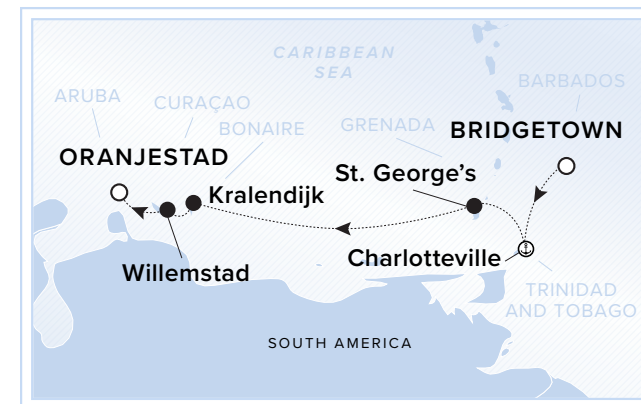 CARIBBEAN
SEA
BARBADOS
ARUBA
CURAÇAO
BONAIRE
GRENADA
BRIDGETOWN
ORANJESTAD
St. George's
Kralendijk
Charlotteville
Willemstad
TRINIDAD
AND TOBAGO
SOUTH AMERICA